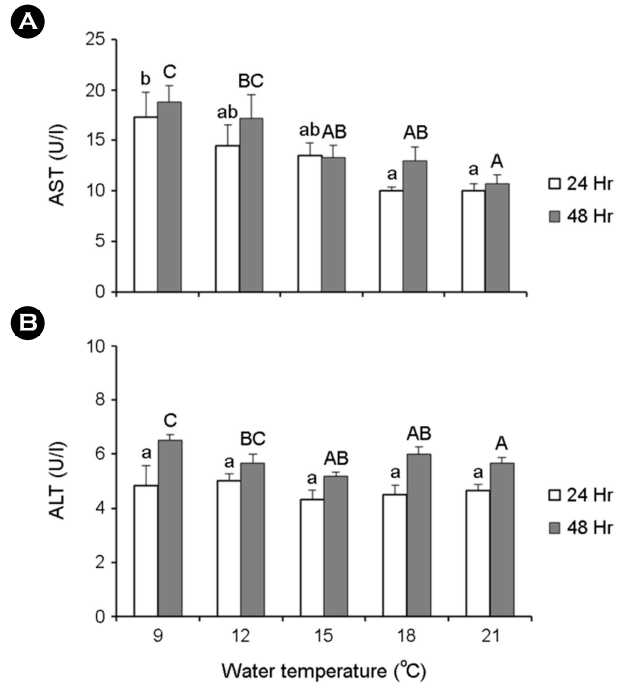 A
25
b C
BC
20
ab
ab AB
AB
15
a
a A
AST (U/l)
10
24 Hr
48 Hr
5
0
B
10
8
C
BC
AB
AB
A
a
a
a
a
a
6
ALT (U/l)
4
24 Hr
48 Hr
2
0
9 12 15 18 21
Water temperature (°C)